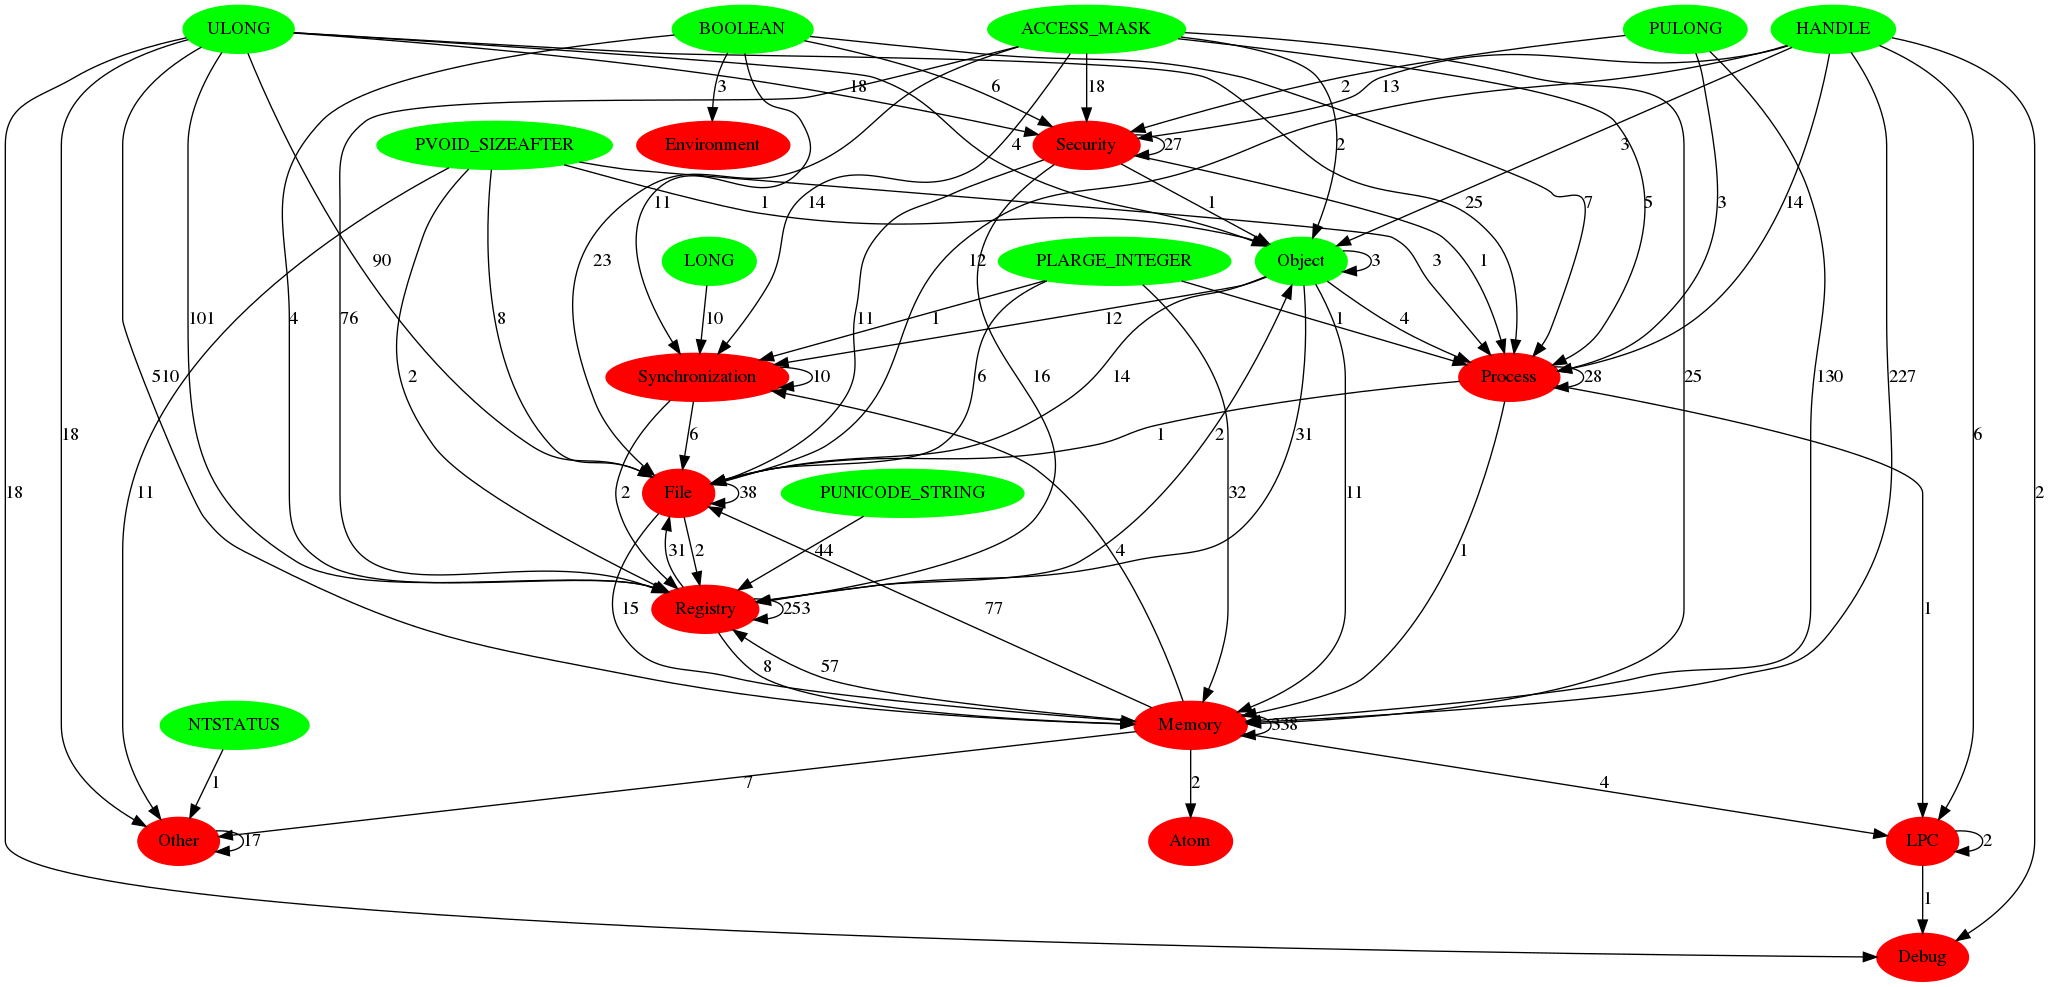 ULONG BOOLEAN ACCESS_MASK PULONG HANDLE
3 18 6 18 2 13
PVOID_SIZEAFTER Environment Security 27
4 2 3
11 1 14 1 25 7 5 3 14
LONG PLARGE_INTEGER Object 3
90 23 12 3 1
18 18 510 101 4 76 8 10 11 1 12 4 1
2 Synchronization 10 6 14 16 Process 28 25 130 227
18 6 1 2 31 6
11 2 File 38 PUNICODE_STRING 32 11 2
31 2 44 1
15 Registry 253 77 4 1
8 57
NTSTATUS Memory 338
1 7 2 4
Other 17 Atom LPC 2
1
Debug